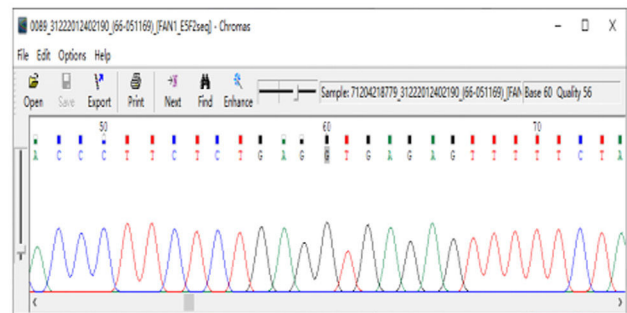 0089_31222012402190_(66-051169)_[FAN1_E5F2seq] - Chromas
File Edit Options Help
Open Save Export Print Next Find Enhance Sample: 71204218779_31222012402190_(66-051169)_[FAN Base 60 Quality 56
50 60 70
A C C C T T C T C T G A G G T G A G A G T T T T T C T A